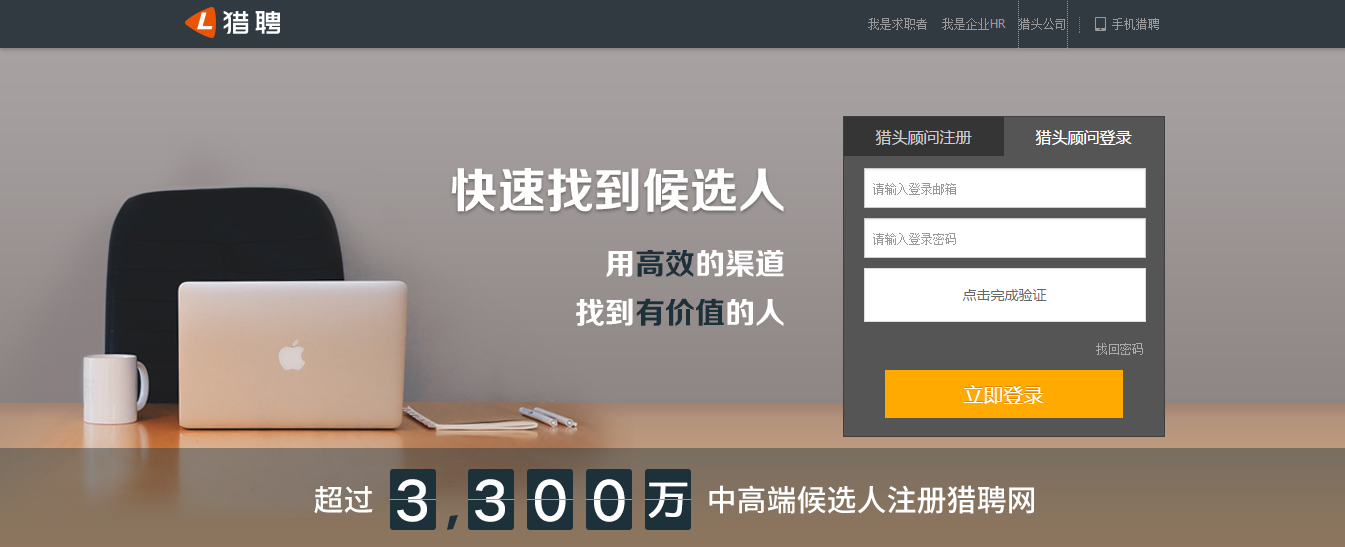 猎聘
我是求职者 我是企业HR 猎头公司 手机猎聘
猎头顾问注册 猎头顾问登录
快速找到候选人
用高效的渠道
找到有价值的人
请输入登录邮箱
请输入登录密码
点击完成验证
找回密码
立即登录
超过 3,300万 中高端候选人注册猎聘网